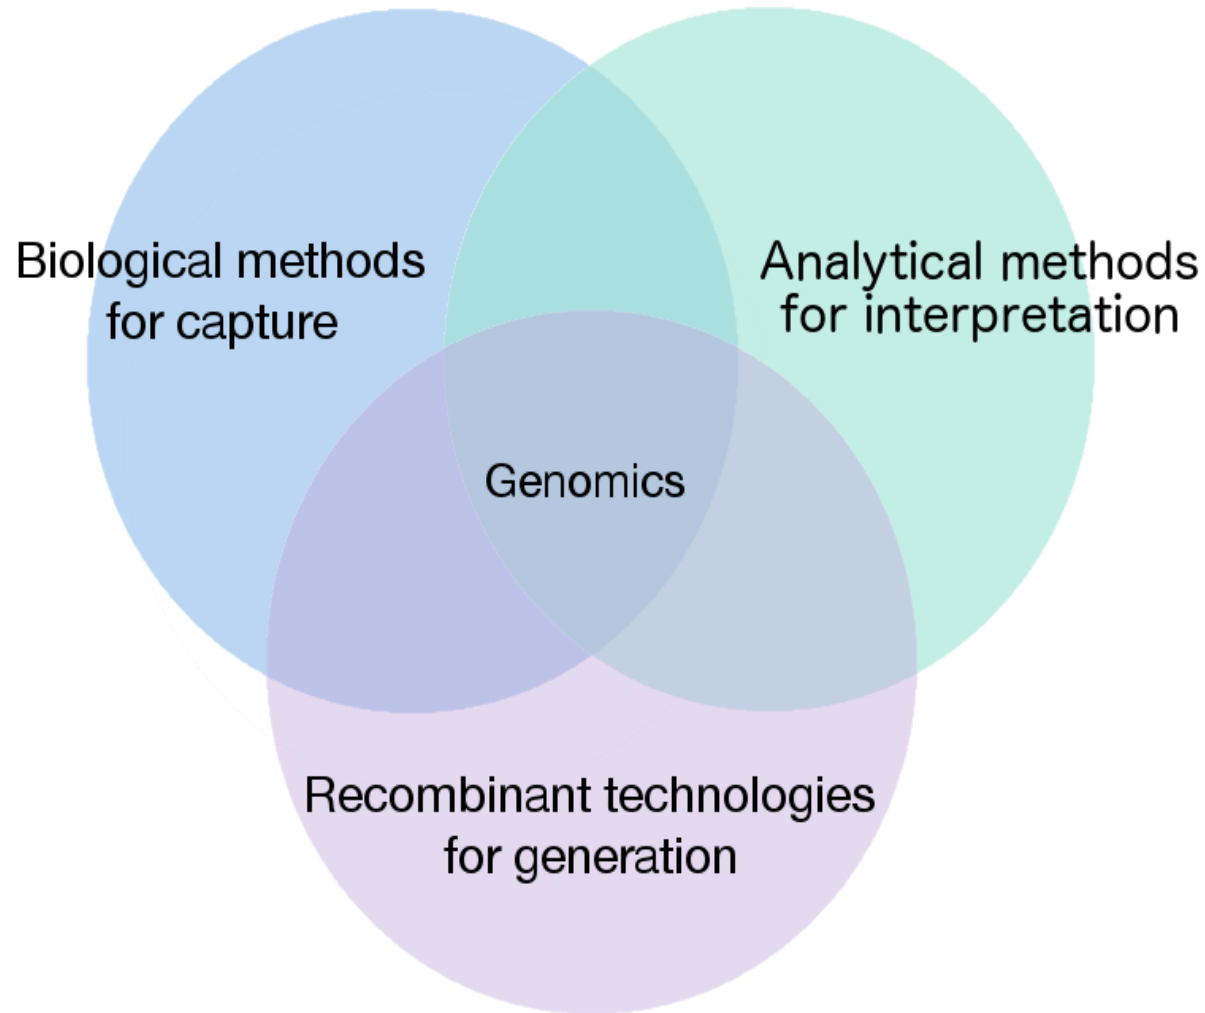 Biological methods
for capture
Analytical methods
for interpretation
Genomics
Recombinant technologies
for generation